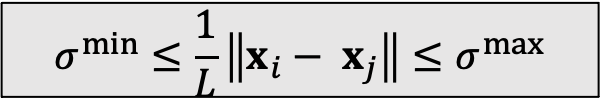 σ^min ≤ 1/L ‖𝐱_i − 𝐱_j‖ ≤ σ^max